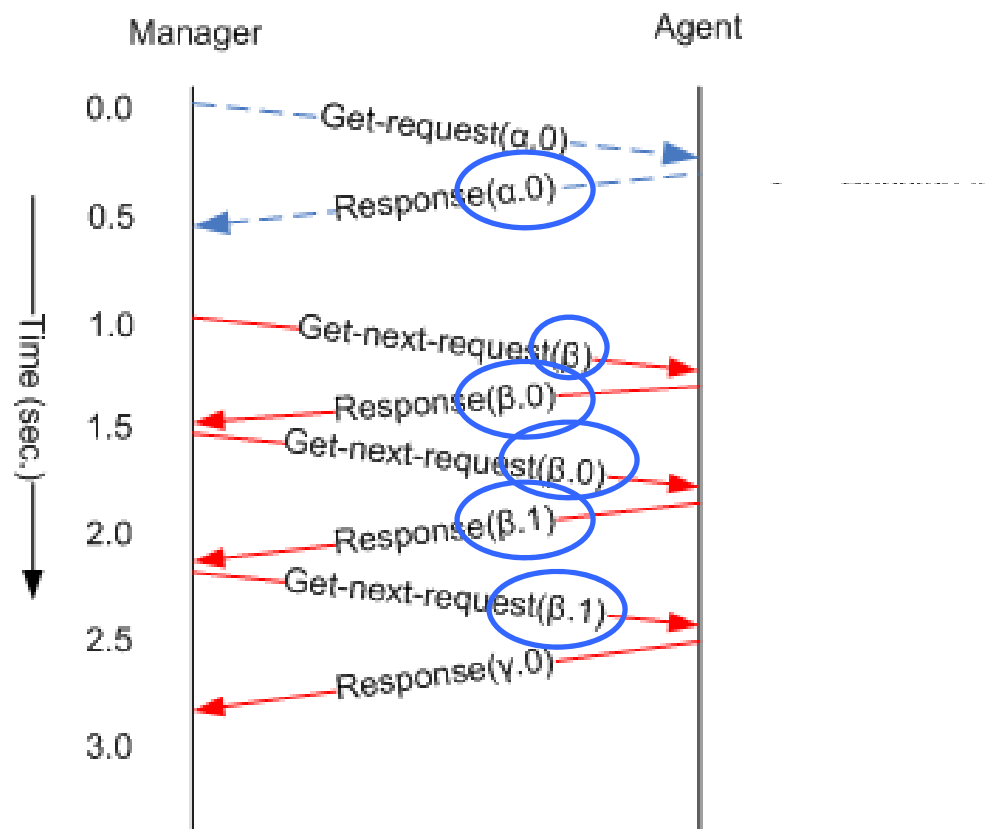 Manager
Agent
0.0
Get-request(α.0)
Response(α.0)
0.5
1.0
Get-next-request(β)
Response(β.0)
1.5
Get-next-request(β.0)
Time (sec.)
2.0
Response(β.1)
Get-next-request(β.1)
2.5
Response(γ.0)
3.0